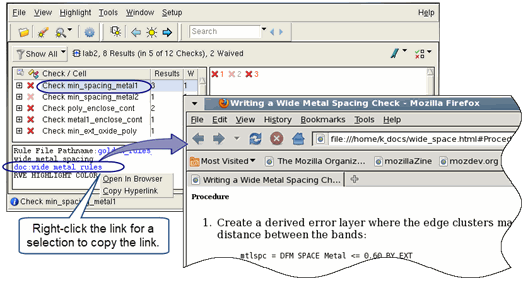 File View Highlight Tools Window Setup Help
Search
Show All lab2, 8 Results (in 5 of 12 Checks), 2 Waived
Check / Cell Results W
Check min_spacing_metal1 3 1
Check min_spacing_metal2 1
Check poly_enclose_cont 2
Check metal1_enclose_cont 1
Check min_ext_oxide_poly 1
1 2 3
Rule File Pathname: golden_rules
wide metal spacing
doc:wide metal rules
RVE HIGHLIGHT COLOR
Open In Browser
Copy Hyperlink
Check min_spacing_metal1
Right-click the link for a
selection to copy the link.
Writing a Wide Metal Spacing Check - Mozilla Firefox
File Edit View History Bookmarks Tools Help
file:///home/k_docs/wide_space.html#Proce
Most Visited The Mozilla Organiz... mozillaZine mozdev.org
Writing a Wide Metal Spacing Ch...
Procedure
1. Create a derived error layer where the edge clusters ma
distance between the bands:
mtlspc = DFM SPACE Metal <= 0.60 BY EXT